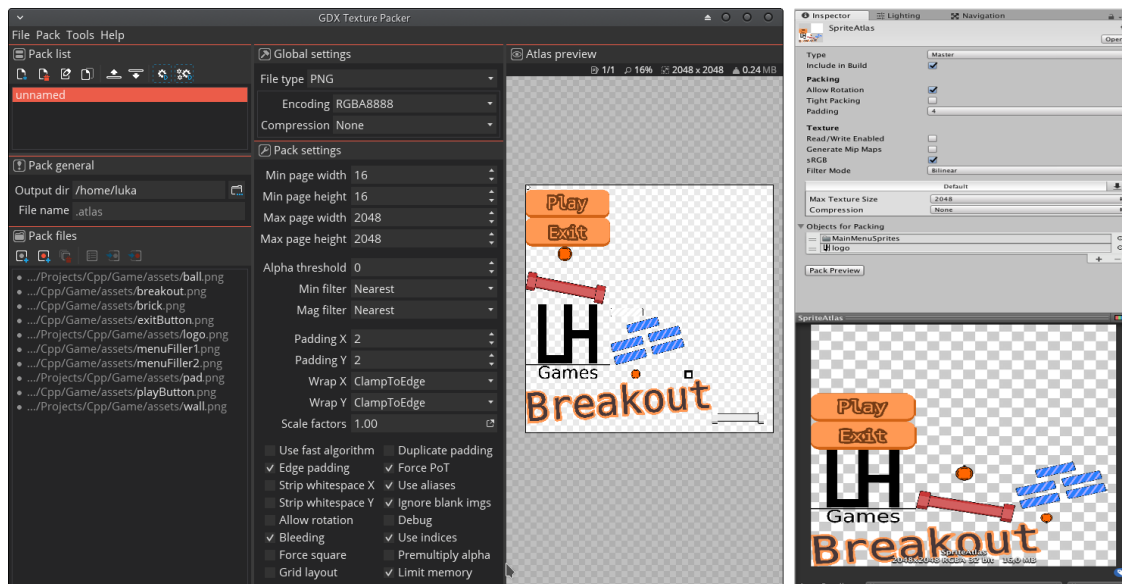 GDX Texture Packer
File Pack Tools Help
Pack list
unnamed
Pack general
Output dir /home/luka
File name .atlas
Pack files
.../Projects/Cpp/Game/assets/ball.png
.../Cpp/Game/assets/breakout.png
.../Projects/Cpp/Game/assets/brick.png
.../Cpp/Game/assets/exitButton.png
.../Projects/Cpp/Game/assets/logo.png
.../Cpp/Game/assets/menuFiller1.png
.../Cpp/Game/assets/menuFiller2.png
.../Projects/Cpp/Game/assets/pad.png
.../Cpp/Game/assets/playButton.png
.../Projects/Cpp/Game/assets/wall.png
Global settings
File type PNG
Encoding RGBA8888
Compression None
Pack settings
Min page width 16
Min page height 16
Max page width 2048
Max page height 2048
Alpha threshold 0
Min filter Nearest
Mag filter Nearest
Padding X 2
Padding Y 2
Wrap X ClampToEdge
Wrap Y ClampToEdge
Scale factors 1.00
Use fast algorithm Duplicate padding
Edge padding Force PoT
Strip whitespace X Use aliases
Strip whitespace Y Ignore blank imgs
Allow rotation Debug
Bleeding Use indices
Force square Premultiply alpha
Grid layout Limit memory
Atlas preview
1/1 16% 2048 x 2048 0.24 MB
Play
Exit
LH
Games
Breakout
Inspector Lighting Navigation
SpriteAtlas
Open
Type Master
Include in Build
Packing
Allow Rotation
Tight Packing
Padding 4
Texture
Read/Write Enabled
Generate Mip Maps
sRGB
Filter Mode Bilinear
Default
Max Texture Size 2048
Compression None
Objects for Packing
MainMenuSprites
logo
Pack Preview
SpriteAtlas
Play
Exit
LH
Games
Breakout
SpriteAtlas
2048x2048 RGBA 32 bit 16.0 MB